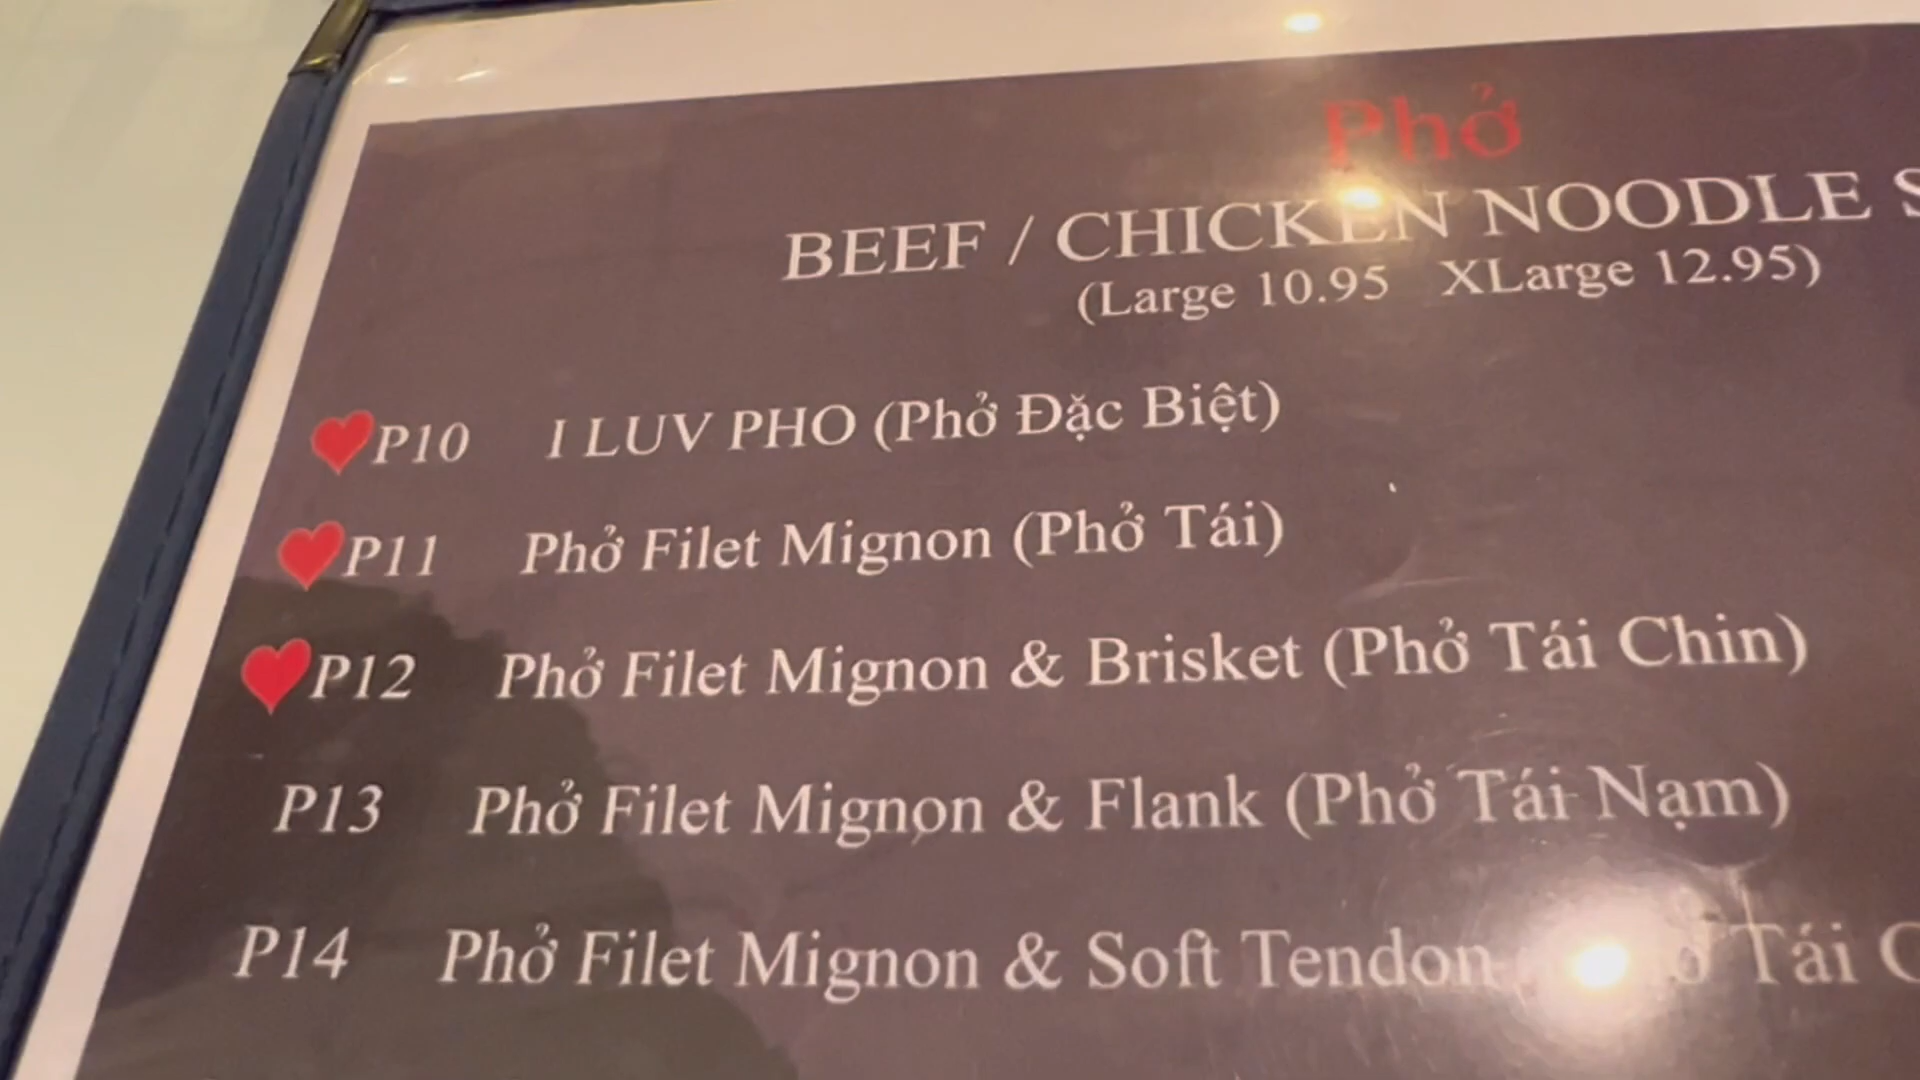 Phở
BEEF / CHICKEN NOODLE
(Large 10.95 XLarge 12.95)
P10 I LUV PHO (Phở Đặc Biệt)
P11 Phở Filet Mignon (Phở Tái)
P12 Phở Filet Mignon & Brisket (Phở Tái Chin)
P13 Phở Filet Mignon & Flank (Phở Tái Nạm)
P14 Phở Filet Mignon & Soft Tendon Tái